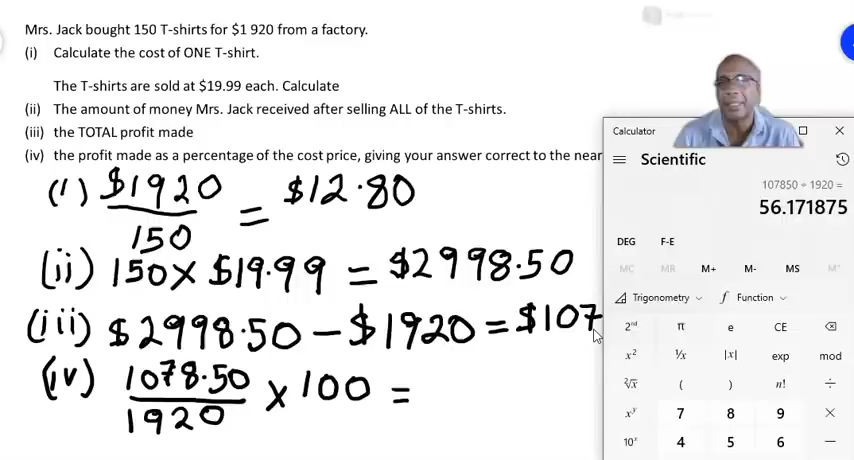 Mrs. Jack bought 150 T-shirts for $1 920 from a factory.
(i) Calculate the cost of ONE T-shirt.
The T-shirts are sold at $19.99 each. Calculate
(ii) The amount of money Mrs. Jack received after selling ALL of the T-shirts.
(iii) the TOTAL profit made
(iv) the profit made as a percentage of the cost price, giving your answer correct to the near
(i) $1920
150
= $12.80
(ii) 150 × $19.99 = $2998.50
(iii) $2998.50 − $1920 = $107
(iv) 1078.50
1920
× 100 =
Calculator
Scientific
107850 ÷ 1920 =
56.171875
DEG F-E
MC MR M+ M- MS M˅
Trigonometry Function
2ⁿᵈ π e CE
x² ¹/x |x| exp mod
²√x ( ) n! ÷
xʸ 7 8 9 ×
10ˣ 4 5 6 −